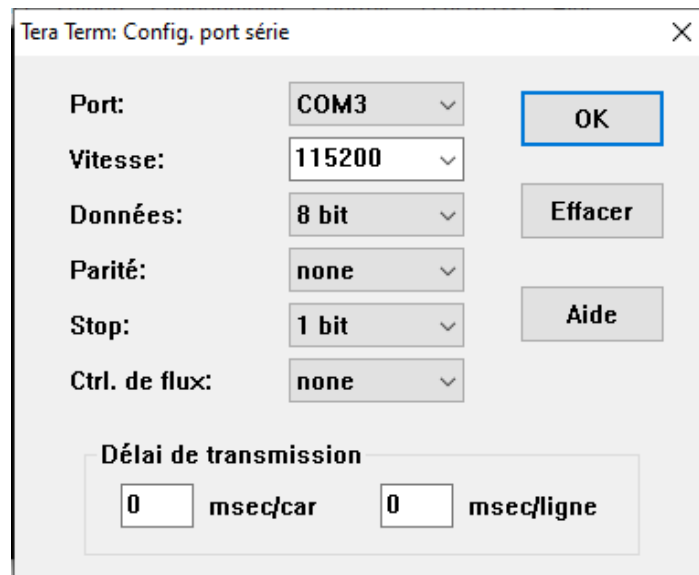 Tera Term: Config. port série
Port: COM3 OK
Vitesse: 115200
Données: 8 bit Effacer
Parité: none
Stop: 1 bit Aide
Ctrl. de flux: none
Délai de transmission
0 msec/car 0 msec/ligne